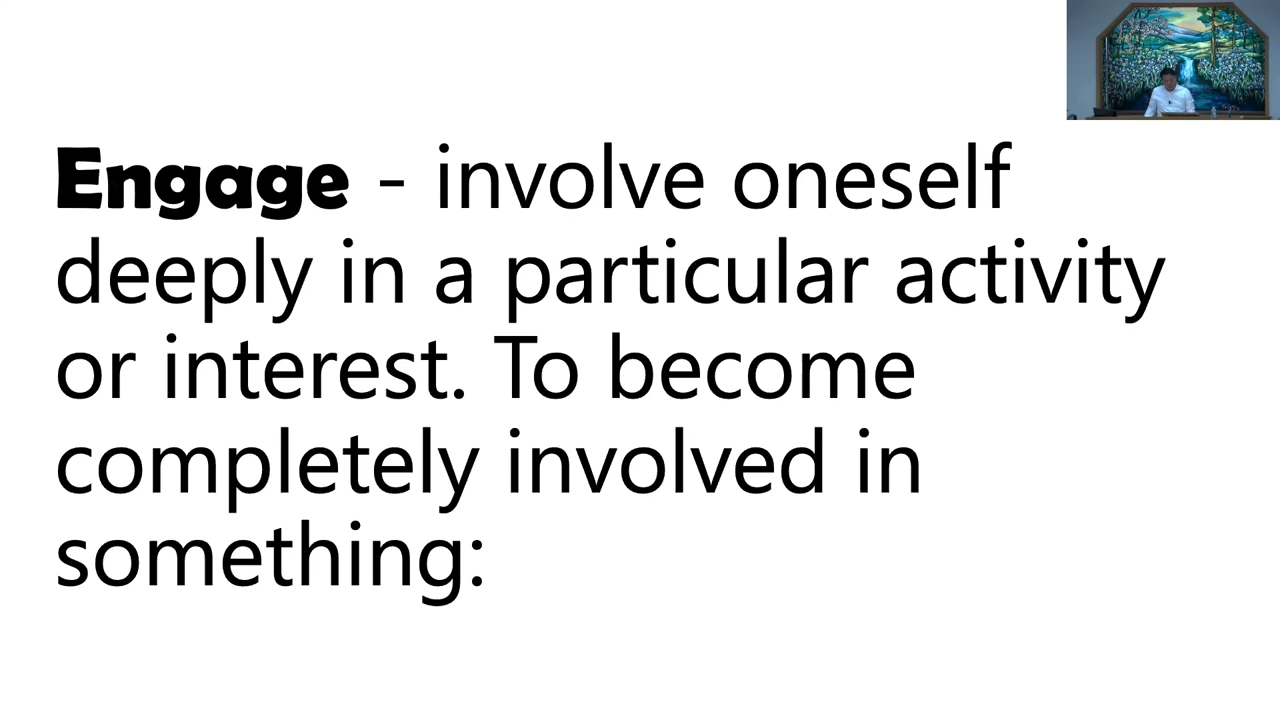 Engage - involve oneself
deeply in a particular activity
or interest. To become
completely involved in
something: